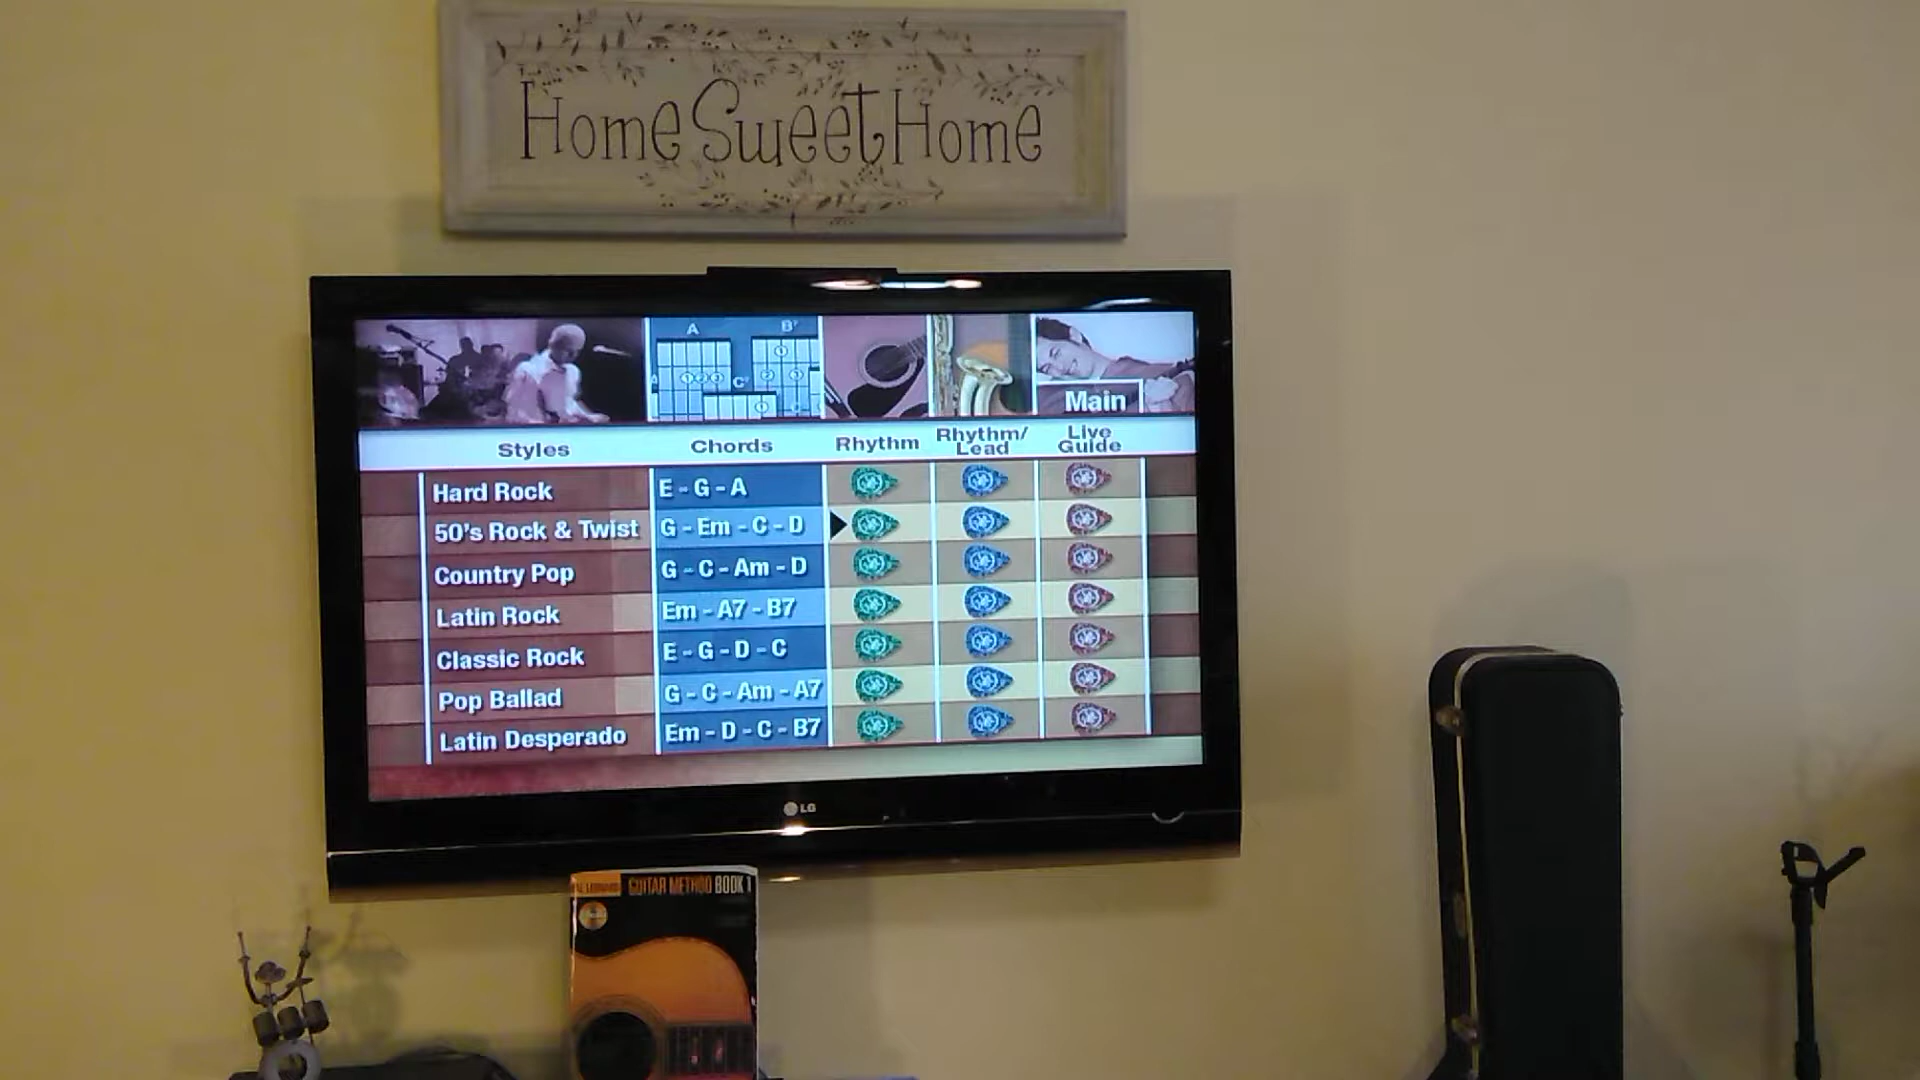 Home Sweet Home
A B7
C7
Main
Styles Chords Rhythm Rhythm/Lead Live Guide
Hard Rock E - G - A
50's Rock & Twist G - Em - C - D
Country Pop G - C - Am - D
Latin Rock Em - A7 - B7
Classic Rock E - G - D - C
Pop Ballad G - C - Am - A7
Latin Desperado Em - D - C - B7
LG
GUITAR METHOD BOOK 1